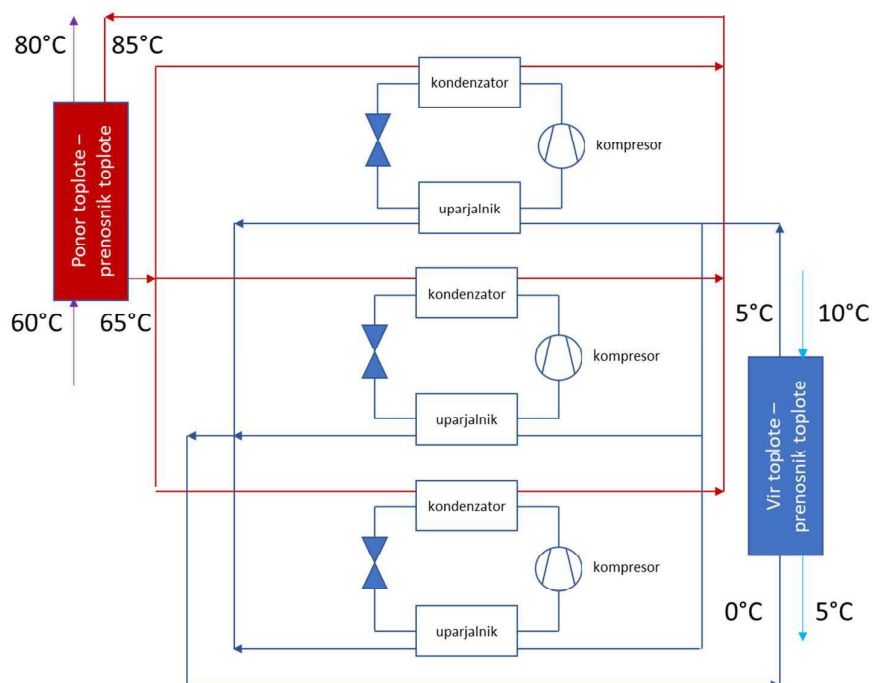 80°C
85°C
kondenzator
kompresor
uparjalnik
Ponor toplote –
prenosnik toplote
60°C
65°C
kondenzator
kompresor
uparjalnik
5°C
10°C
Vir toplote –
prenosnik toplote
kondenzator
kompresor
uparjalnik
0°C
5°C